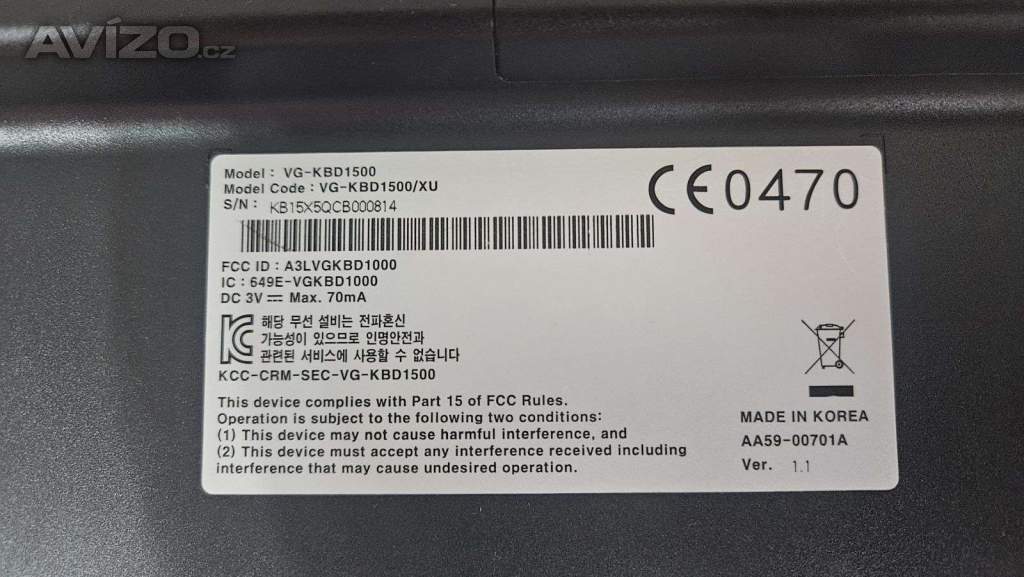 AVÍZO.cz
Model : VG-KBD1500
Model Code : VG-KBD1500/XU
S/N : KB15X5QCB000814
CE0470
FCC ID : A3LVGKBD1000
IC : 649E-VGKBD1000
DC 3V Max. 70mA
해당 무선 설비는 전파혼신
가능성이 있으므로 인명안전과
관련된 서비스에 사용할 수 없습니다
KCC-CRM-SEC-VG-KBD1500
This device complies with Part 15 of FCC Rules.
Operation is subject to the following two conditions:
(1) This device may not cause harmful interference, and
(2) This device must accept any interference received including
interference that may cause undesired operation.
MADE IN KOREA
AA59-00701A
Ver. 1.1